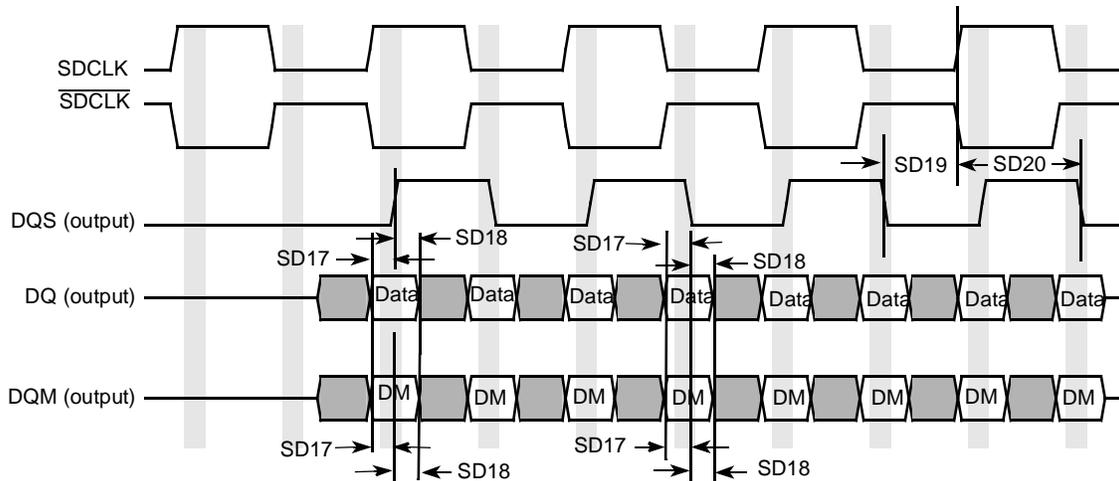 SDCLK
SDCLK
SD19
SD20
DQS (output)
SD18
SD17
SD17
SD18
DQ (output)
Data
Data
Data
Data
Data
Data
Data
Data
DQM (output)
DM
DM
DM
DM
DM
DM
DM
DM
SD17
SD17
SD18
SD18